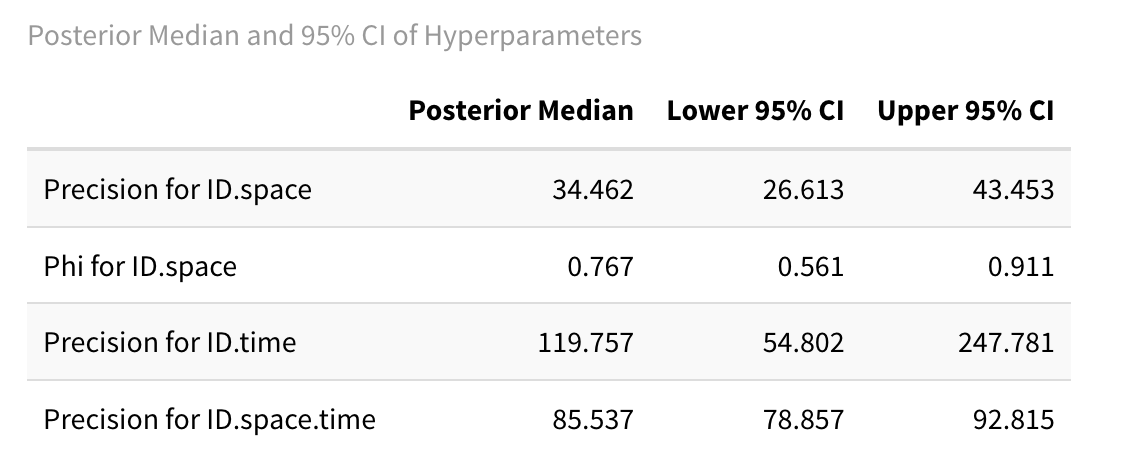 Posterior Median and 95% CI of Hyperparameters
Posterior Median Lower 95% CI Upper 95% CI
Precision for ID.space 34.462 26.613 43.453
Phi for ID.space 0.767 0.561 0.911
Precision for ID.time 119.757 54.802 247.781
Precision for ID.space.time 85.537 78.857 92.815